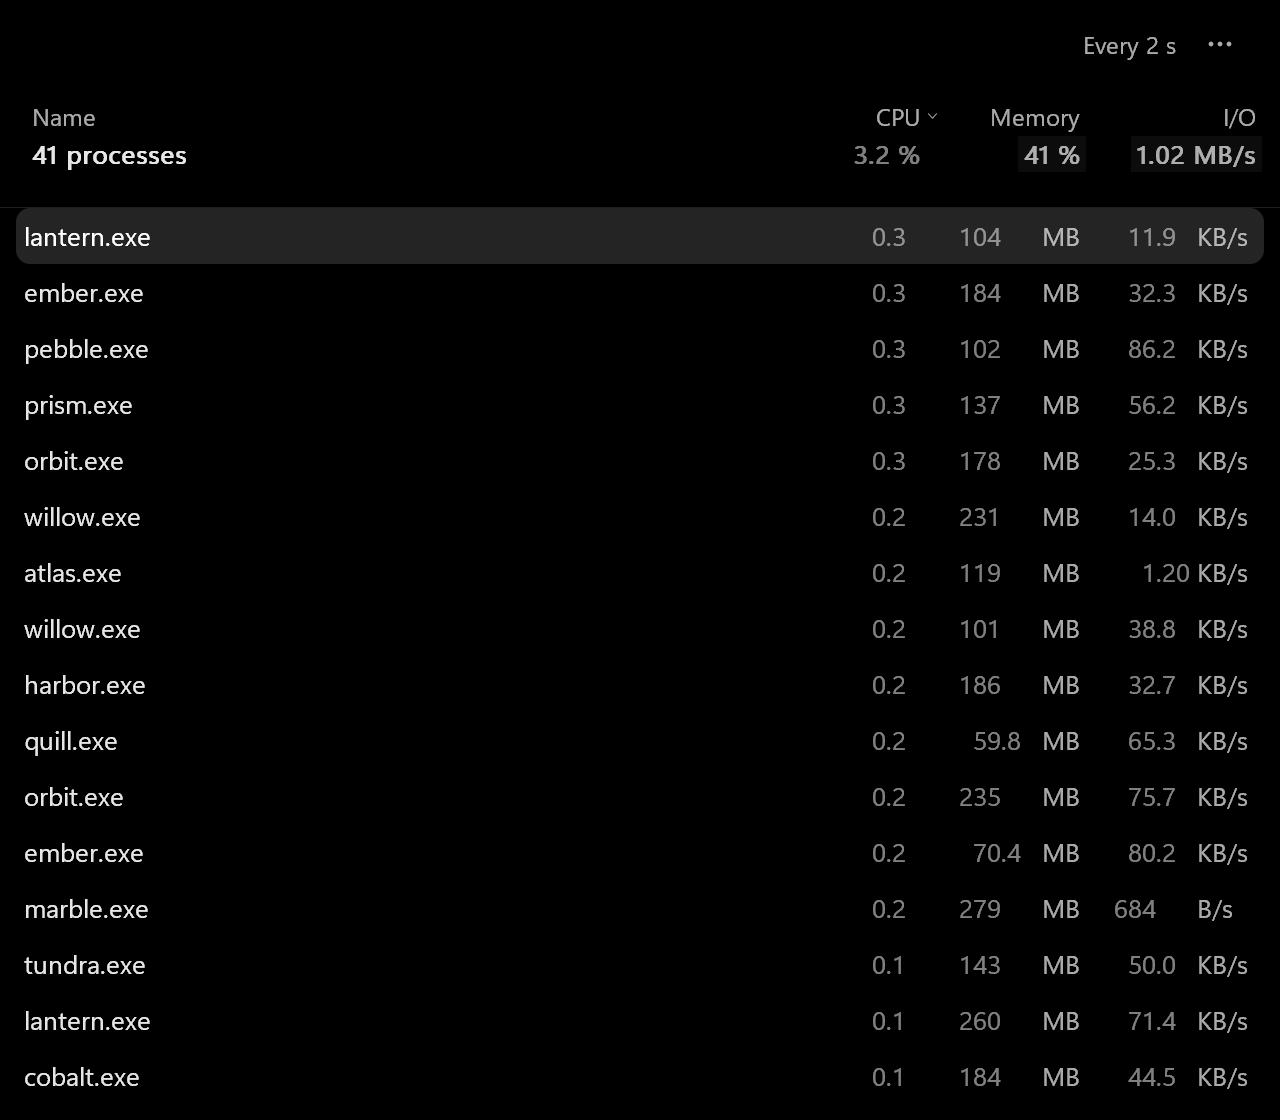 Every 2 s ···
Name CPU Memory I/O
41 processes 3.2 % 41 % 1.02 MB/s
lantern.exe 0.3 104 MB 11.9 KB/s
ember.exe 0.3 184 MB 32.3 KB/s
pebble.exe 0.3 102 MB 86.2 KB/s
prism.exe 0.3 137 MB 56.2 KB/s
orbit.exe 0.3 178 MB 25.3 KB/s
willow.exe 0.2 231 MB 14.0 KB/s
atlas.exe 0.2 119 MB 1.20 KB/s
willow.exe 0.2 101 MB 38.8 KB/s
harbor.exe 0.2 186 MB 32.7 KB/s
quill.exe 0.2 59.8 MB 65.3 KB/s
orbit.exe 0.2 235 MB 75.7 KB/s
ember.exe 0.2 70.4 MB 80.2 KB/s
marble.exe 0.2 279 MB 684 B/s
tundra.exe 0.1 143 MB 50.0 KB/s
lantern.exe 0.1 260 MB 71.4 KB/s
cobalt.exe 0.1 184 MB 44.5 KB/s